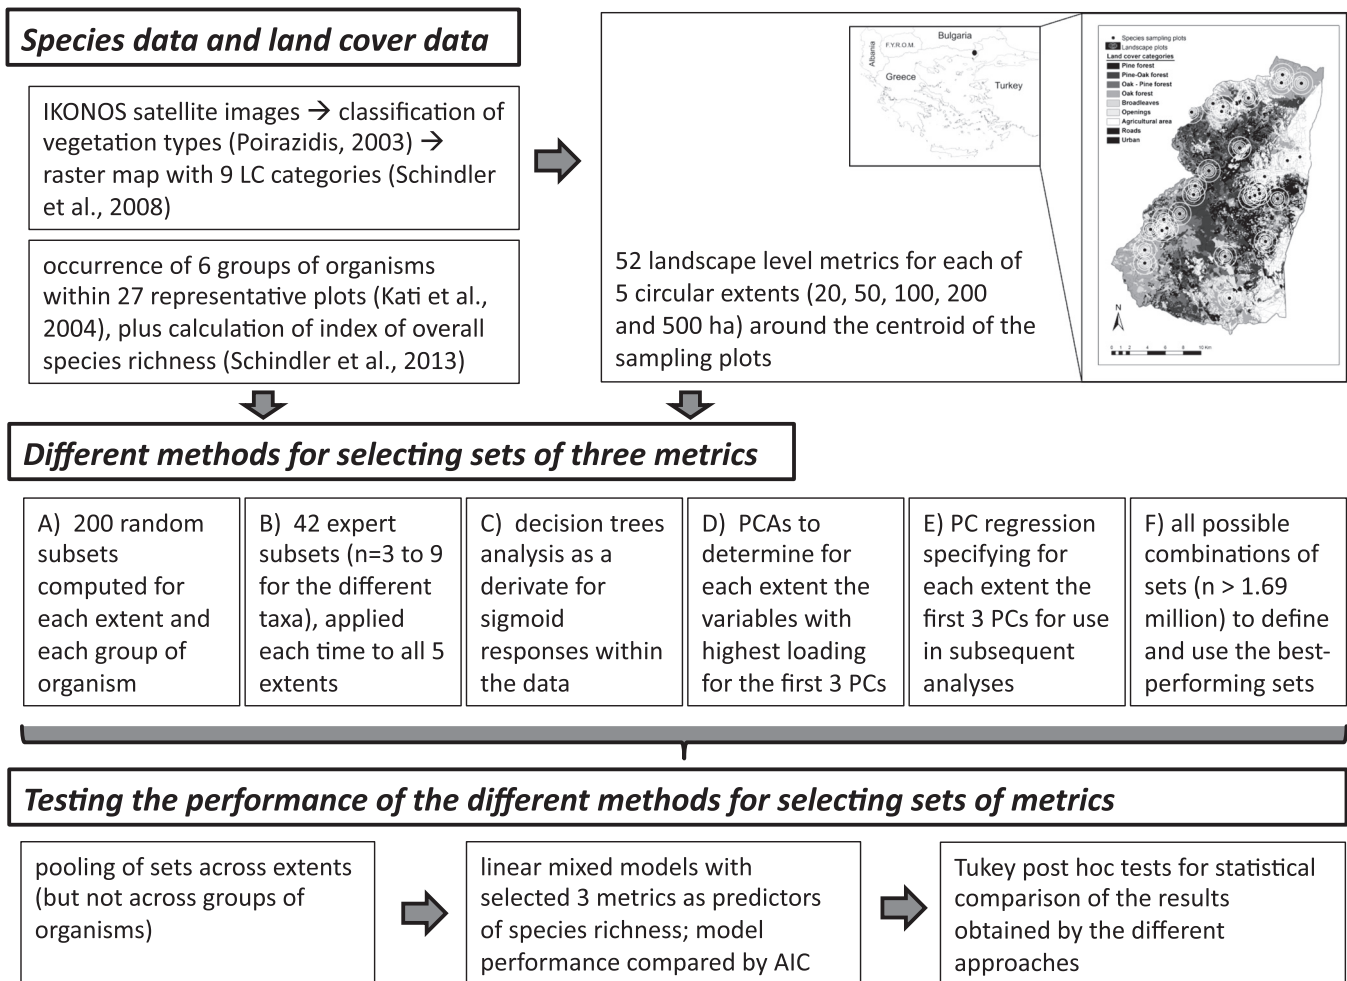 Species data and land cover data
IKONOS satellite images → classification of
vegetation types (Poirazidis, 2003) →
raster map with 9 LC categories (Schindler
et al., 2008)
occurrence of 6 groups of organisms
within 27 representative plots (Kati et al.,
2004), plus calculation of index of overall
species richness (Schindler et al., 2013)
52 landscape level metrics for each of
5 circular extents (20, 50, 100, 200
and 500 ha) around the centroid of the
sampling plots
Albania
F.Y.R.O.M.
Bulgaria
Greece
Turkey
Species sampling plots
Landscape plots
Land cover categories
Pine forest
Pine-Oak forest
Oak - Pine forest
Oak forest
Broadleaves
Openings
Agricultural area
Roads
Urban
N
0 1 2 4 6 8 10 Km
Different methods for selecting sets of three metrics
A) 200 random
subsets
computed for
each extent and
each group of
organism
B) 42 expert
subsets (n=3 to 9
for the different
taxa), applied
each time to all 5
extents
C) decision trees
analysis as a
derivate for
sigmoid
responses within
the data
D) PCAs to
determine for
each extent the
variables with
highest loading
for the first 3 PCs
E) PC regression
specifying for
each extent the
first 3 PCs for use
in subsequent
analyses
F) all possible
combinations of
sets (n > 1.69
million) to define
and use the best-
performing sets
Testing the performance of the different methods for selecting sets of metrics
pooling of sets across extents
(but not across groups of
organisms)
linear mixed models with
selected 3 metrics as predictors
of species richness; model
performance compared by AIC
Tukey post hoc tests for statistical
comparison of the results
obtained by the different
approaches